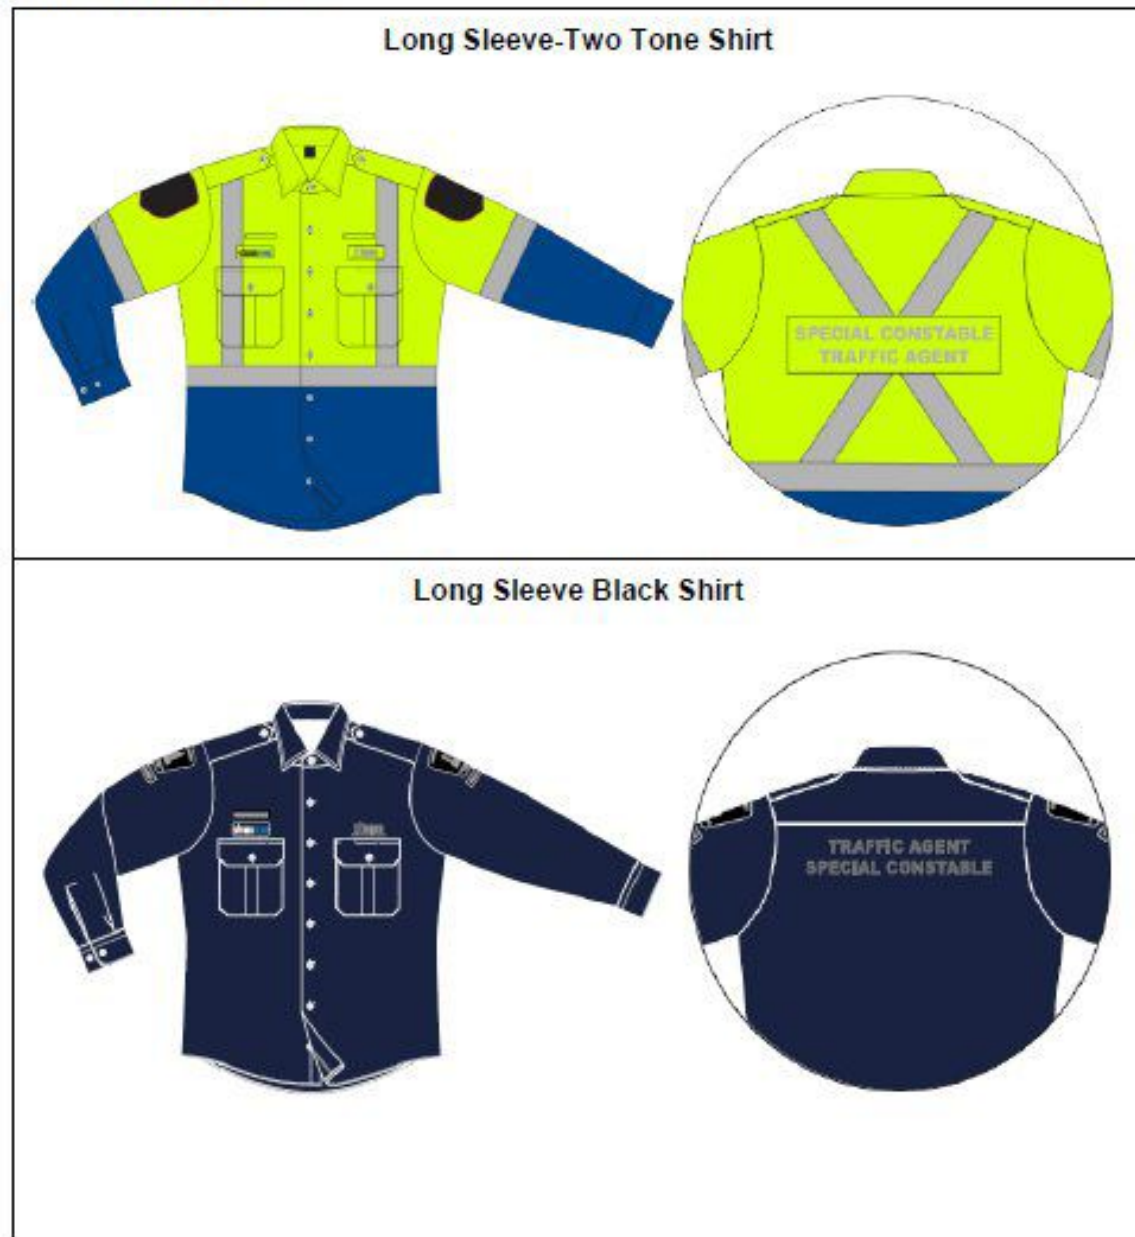 Long Sleeve-Two Tone Shirt
SPECIAL CONSTABLE
TRAFFIC AGENT
Long Sleeve Black Shirt
TRAFFIC AGENT
SPECIAL CONSTABLE